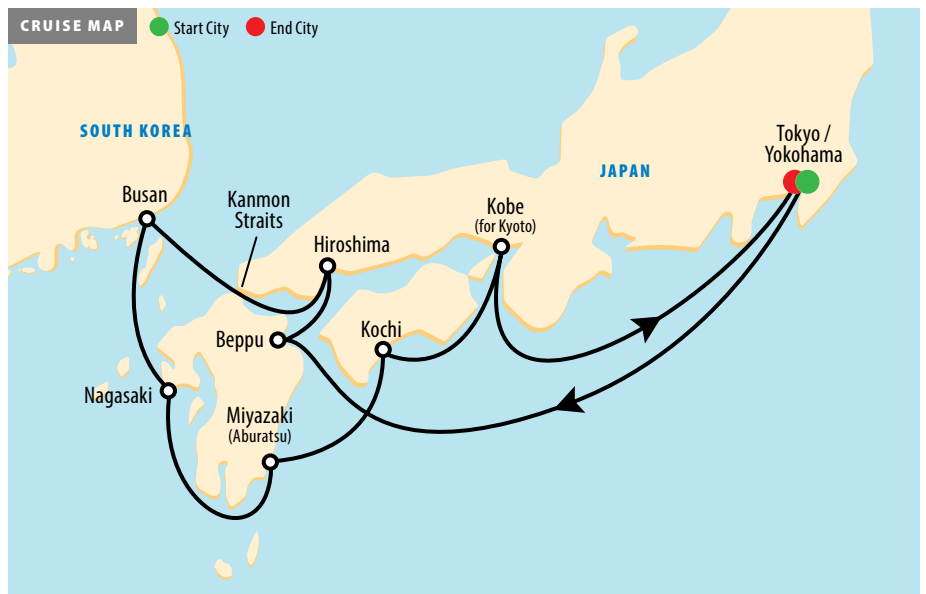 CRUISE MAP
Start City
End City
SOUTH KOREA
JAPAN
Tokyo /
Yokohama
Busan
Kanmon
Straits
Hiroshima
Kobe
(for Kyoto)
Beppu
Kochi
Nagasaki
Miyazaki
(Aburatsu)